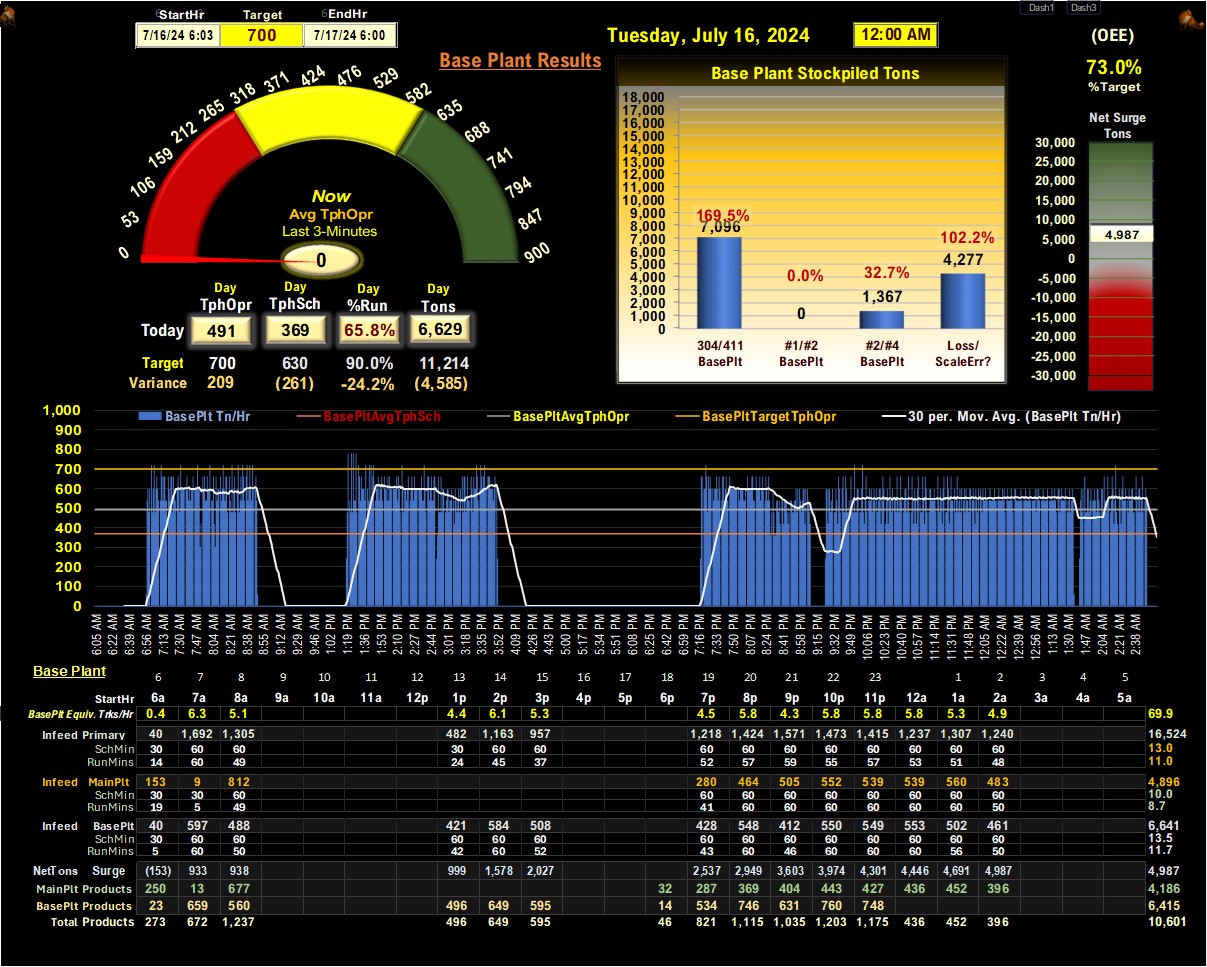 Dash1 Dash3
StartHr Target EndHr
7/16/24 6:03 700 7/17/24 6:00
Tuesday, July 16, 2024 12:00 AM
(OEE)
73.0%
%Target
Base Plant Results
Base Plant Stockpiled Tons
0 53 106 159 212 265 318 371 424 476 529 582 635 688 741 794 847 900
Now
Avg TphOpr
Last 3-Minutes
0
Day Day Day Day
TphOpr TphSch %Run Tons
Today 491 369 65.8% 6,629
Target 700 630 90.0% 11,214
Variance 209 (261) -24.2% (4,585)
18,000
17,000
16,000
15,000
14,000
13,000
12,000
11,000
10,000
9,000
8,000
7,000
6,000
5,000
4,000
3,000
2,000
1,000
0
169.5% 0.0% 32.7% 102.2%
7,096 0 1,367 4,277
304/411 #1/#2 #2/#4 Loss/
BasePlt BasePlt BasePlt ScaleErr?
Net Surge
Tons
30,000
25,000
20,000
15,000
10,000
5,000
0
-5,000
-10,000
-15,000
-20,000
-25,000
-30,000
4,987
BasePlt Tn/Hr BasePltAvgTphSch BasePltAvgTphOpr BasePltTargetTphOpr 30 per. Mov. Avg. (BasePlt Tn/Hr)
1,000
900
800
700
600
500
400
300
200
100
0
6:05 AM 6:22 AM 6:39 AM 6:56 AM 7:13 AM 7:30 AM 7:47 AM 8:04 AM 8:21 AM 8:38 AM 8:55 AM 9:12 AM 9:29 AM 9:46 AM 1:02 PM 1:19 PM 1:36 PM 1:53 PM 2:10 PM 2:27 PM 2:44 PM 3:01 PM 3:18 PM 3:35 PM 3:52 PM 4:09 PM 4:26 PM 4:43 PM 5:00 PM 5:17 PM 5:34 PM 5:51 PM 6:08 PM 6:25 PM 6:42 PM 6:59 PM 7:16 PM 7:33 PM 7:50 PM 8:07 PM 8:24 PM 8:41 PM 8:58 PM 9:15 PM 9:32 PM 9:49 PM 10:06 PM 10:23 PM 10:40 PM 10:57 PM 11:14 PM 11:31 PM 11:48 PM 12:05 AM 12:22 AM 12:39 AM 12:56 AM 1:13 AM 1:30 AM 1:47 AM 2:04 AM 2:21 AM 2:38 AM
Base Plant 6 7 8 9 10 11 12 13 14 15 16 17 18 19 20 21 22 23 1 2 3 4 5
StartHr 6a 7a 8a 9a 10a 11a 12p 1p 2p 3p 4p 5p 6p 7p 8p 9p 10p 11p 12a 1a 2a 3a 4a 5a
BasePlt Equiv. Trks/Hr 0.4 6.3 5.1 4.4 6.1 5.3 4.5 5.8 4.3 5.8 5.8 5.8 5.3 4.9 69.9
Infeed Primary 40 1,692 1,305 482 1,163 957 1,218 1,424 1,571 1,473 1,415 1,237 1,307 1,240 16,524
SchMin 30 60 60 30 60 60 60 60 60 60 60 60 60 60 13.0
RunMins 14 60 49 24 45 37 52 57 59 55 57 53 51 48 11.0
Infeed MainPlt 153 9 812 280 464 505 552 539 539 560 483 4,896
SchMin 30 30 60 60 60 60 60 60 60 60 60 10.0
RunMins 19 5 49 41 60 60 60 60 60 60 50 8.7
Infeed BasePlt 40 597 488 421 584 508 428 548 412 550 549 553 502 461 6,641
SchMin 30 60 60 60 60 60 60 60 60 60 60 60 60 60 13.5
RunMins 5 60 50 42 60 52 43 60 46 60 60 60 56 50 11.7
NetTons Surge (153) 933 938 999 1,578 2,027 2,537 2,949 3,603 3,974 4,301 4,446 4,691 4,987 4,987
MainPlt Products 250 13 677 32 287 369 404 443 427 436 452 396 4,186
BasePlt Products 23 659 560 496 649 595 14 534 746 631 760 748 6,415
Total Products 273 672 1,237 496 649 595 46 821 1,115 1,035 1,203 1,175 436 452 396 10,601